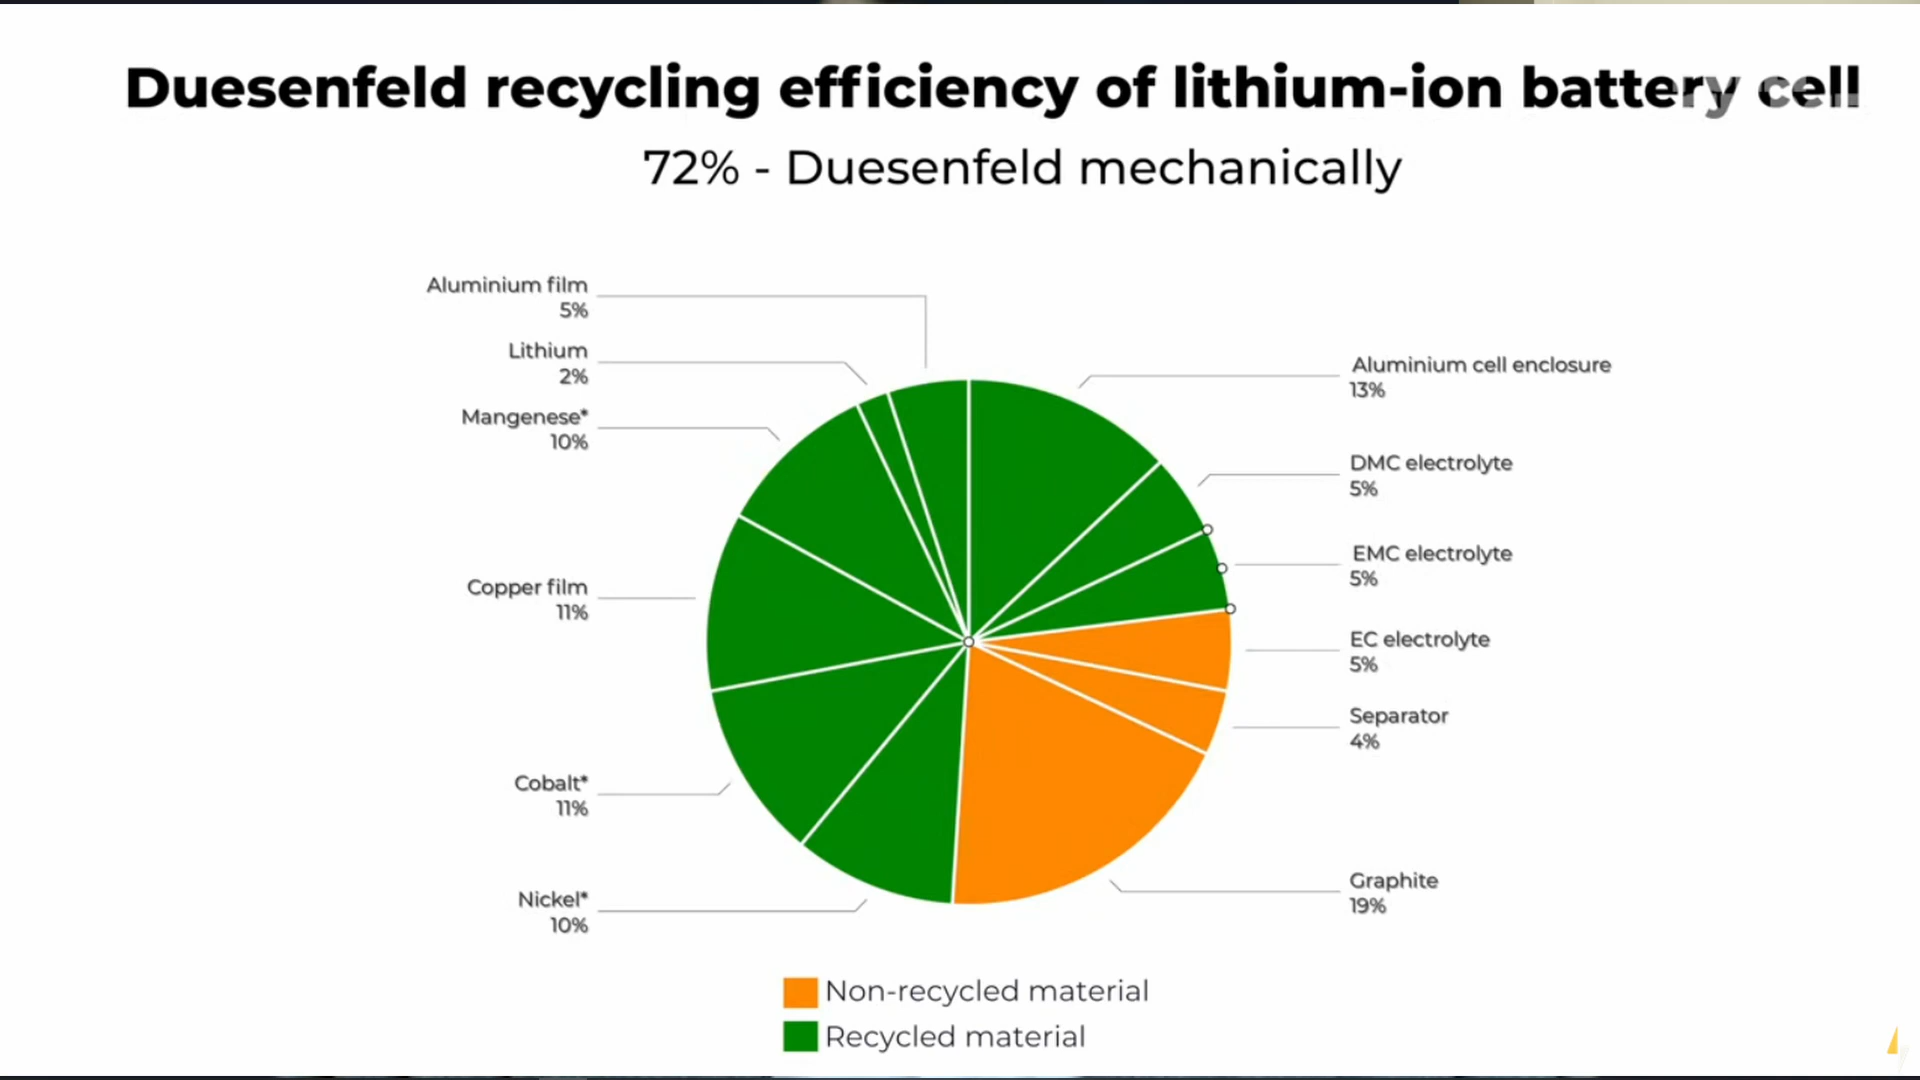 Duesenfeld recycling efficiency of lithium-ion battery cell
72% - Duesenfeld mechanically
Aluminium film
5%
Lithium
2%
Mangenese*
10%
Copper film
11%
Cobalt*
11%
Nickel*
10%
Aluminium cell enclosure
13%
DMC electrolyte
5%
EMC electrolyte
5%
EC electrolyte
5%
Separator
4%
Graphite
19%
Non-recycled material
Recycled material